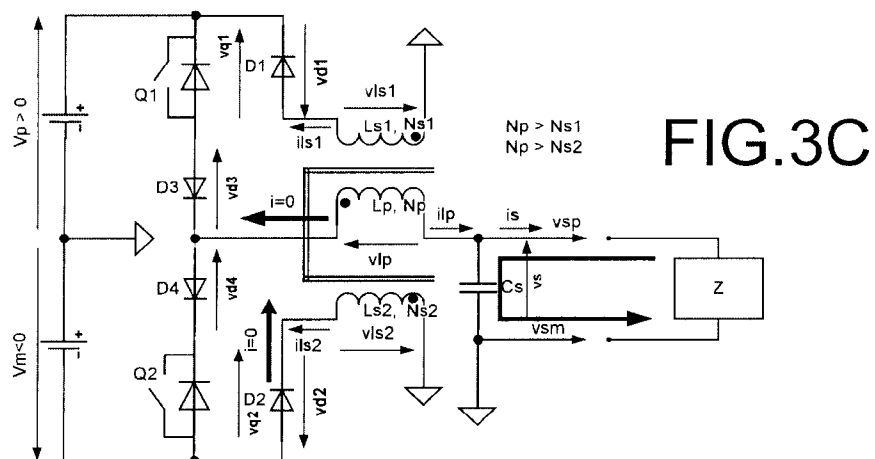 vq1
D1
vd1
Q1
Vp > 0
+
-
vls1
Ls1, Ns1
ils1
Np > Ns1
Np > Ns2
FIG.3C
D3
vd3
i=0
Lp, Np
ilp
is
vsp
vlp
D4
vd4
Cs
vs
Z
Ls2, Ns2
vsm
i=0
ils2
vls2
Vm<0
+
-
Q2
vq2
D2
vd2